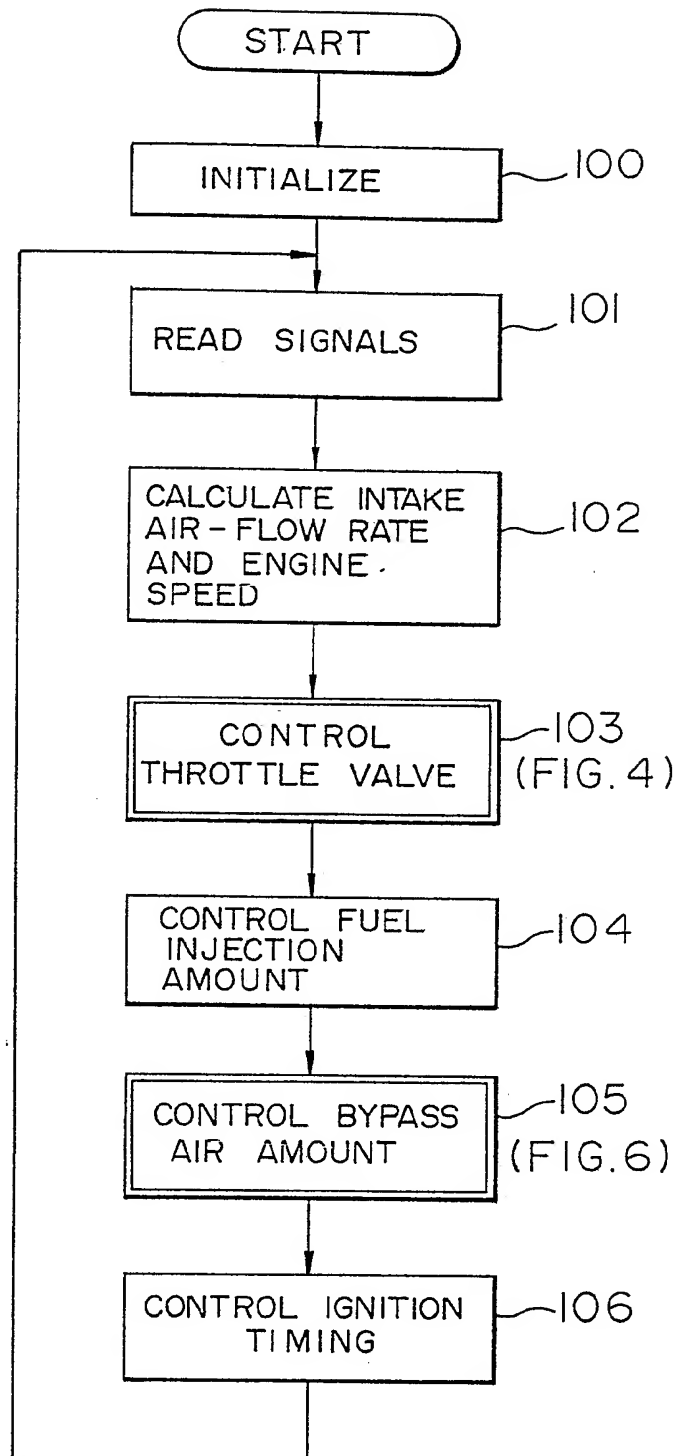 START
INITIALIZE
100
READ SIGNALS
101
CALCULATE INTAKE
AIR-FLOW RATE
AND ENGINE.
SPEED
102
CONTROL
THROTTLE VALVE
103
(FIG.4)
CONTROL FUEL
INJECTION
AMOUNT
104
CONTROL BYPASS
AIR AMOUNT
105
(FIG.6)
CONTROL IGNITION
TIMING
106